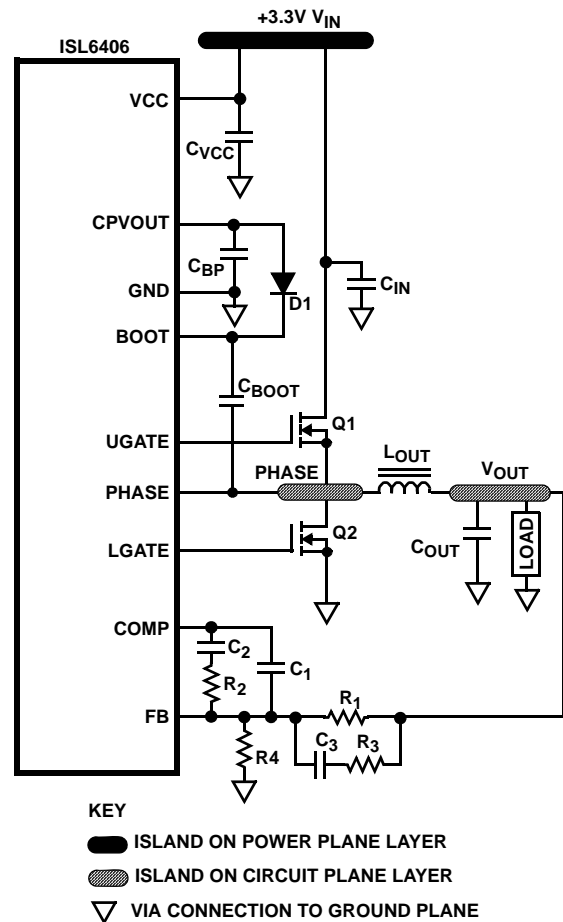 +3.3V VIN
ISL6406
VCC
CVCC
CPVOUT
CBP
D1
GND
CIN
BOOT
CBOOT
Q1
UGATE
PHASE
PHASE
LOUT
VOUT
Q2
LGATE
COUT
LOAD
COMP
C2
C1
R2
FB
R1
R4
C3
R3
KEY
ISLAND ON POWER PLANE LAYER
ISLAND ON CIRCUIT PLANE LAYER
VIA CONNECTION TO GROUND PLANE